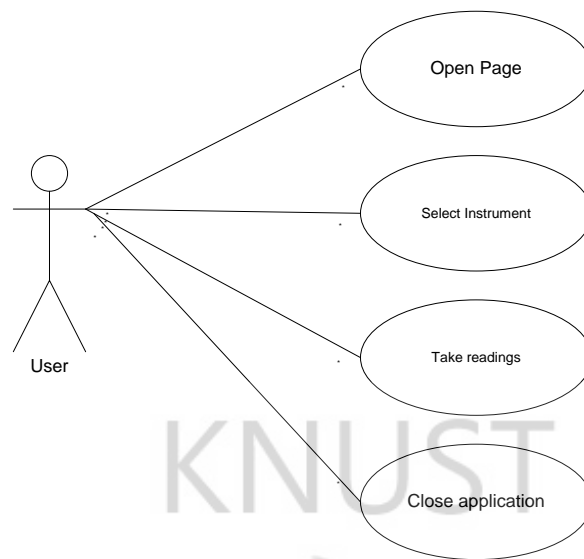 Open Page
Select Instrument
User
Take readings
KNUST
Close application